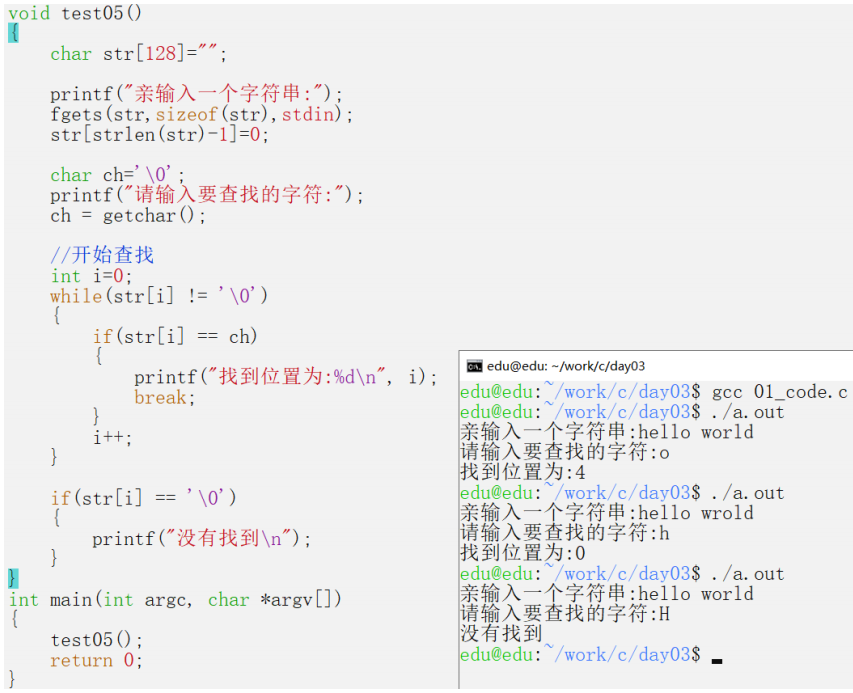 void test05()
{
    char str[128]="";
    printf("亲输入一个字符串:");
    fgets(str,sizeof(str),stdin);
    str[strlen(str)-1]=0;
    char ch='\0';
    printf("请输入要查找的字符:");
    ch = getchar();
    //开始查找
    int i=0;
    while(str[i] != '\0')
    {
        if(str[i] == ch)
        {
            printf("找到位置为:%d\n", i);
            break;
        }
        i++;
    }
    if(str[i] == '\0')
    {
        printf("没有找到\n");
    }
}
int main(int argc, char *argv[])
{
    test05();
    return 0;
}
edu@edu: ~/work/c/day03
edu@edu:~/work/c/day03$ gcc 01_code.c
edu@edu:~/work/c/day03$ ./a.out
亲输入一个字符串:hello world
请输入要查找的字符:o
找到位置为:4
edu@edu:~/work/c/day03$ ./a.out
亲输入一个字符串:hello wrold
请输入要查找的字符:h
找到位置为:0
edu@edu:~/work/c/day03$ ./a.out
亲输入一个字符串:hello world
请输入要查找的字符:H
没有找到
edu@edu:~/work/c/day03$